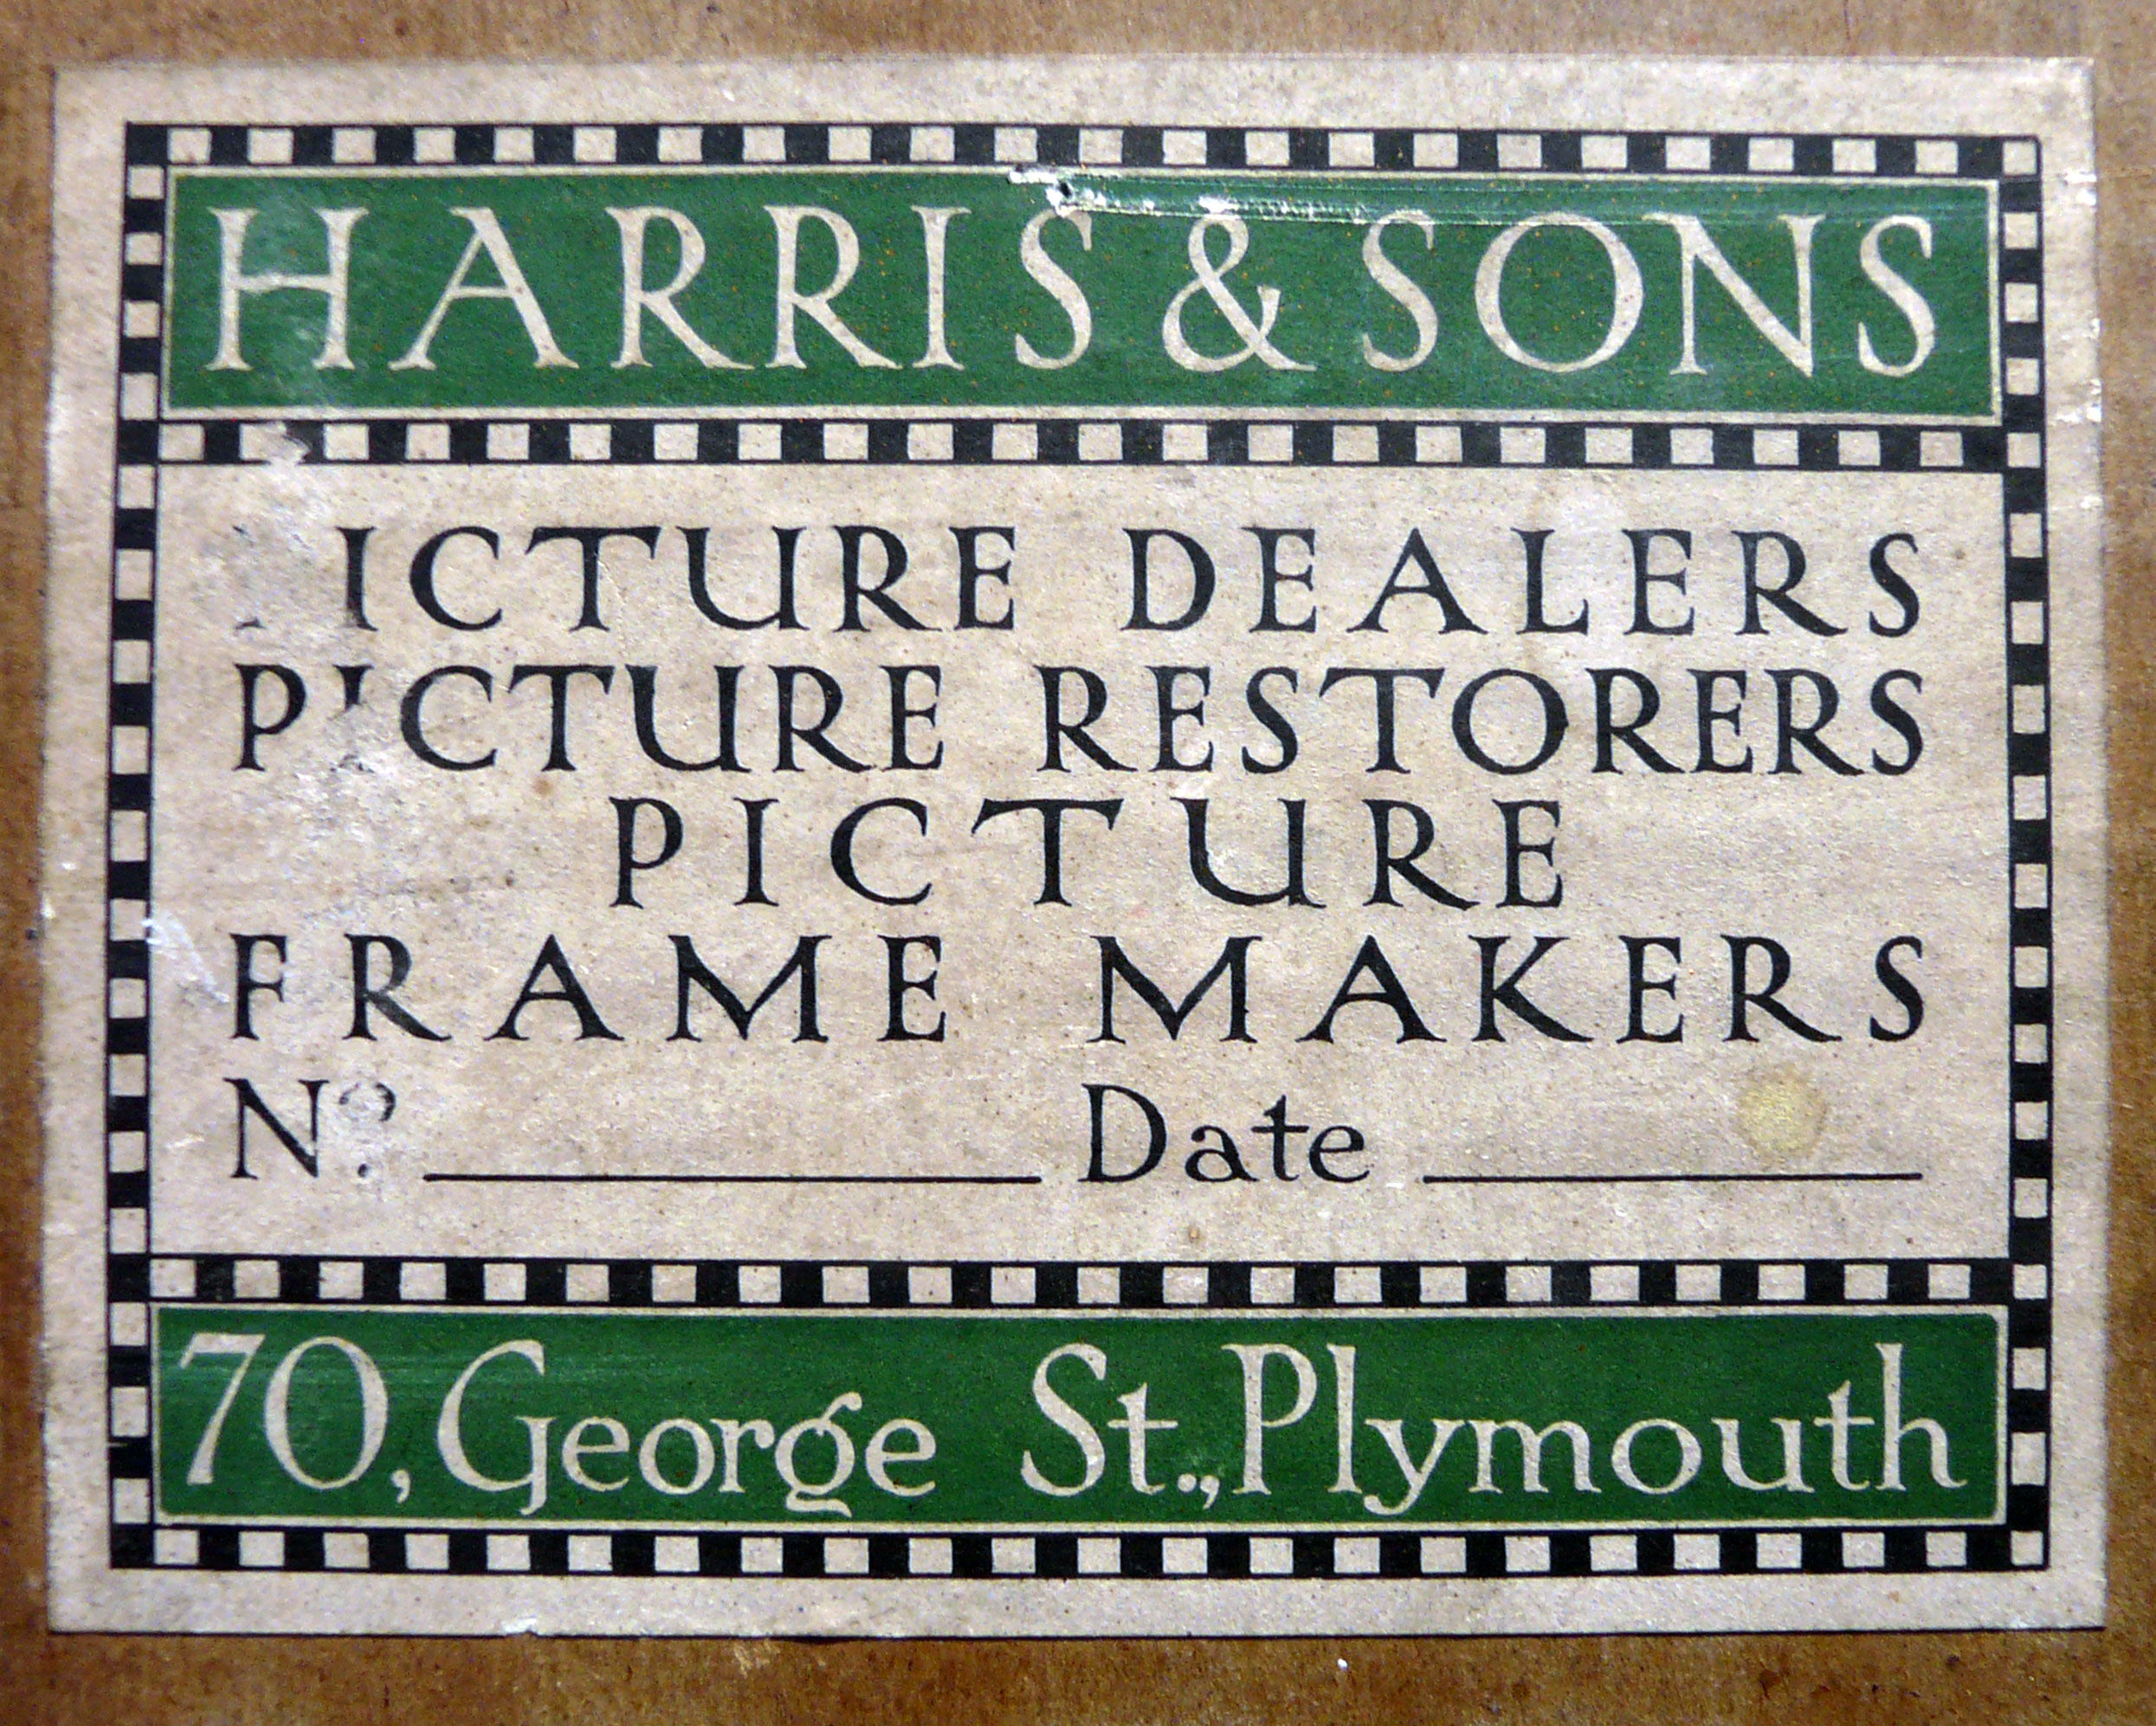 HARRIS & SONS
PICTURE DEALERS
PICTURE RESTORERS
PICTURE
FRAME MAKERS
Nº. Date
70, George St., Plymouth